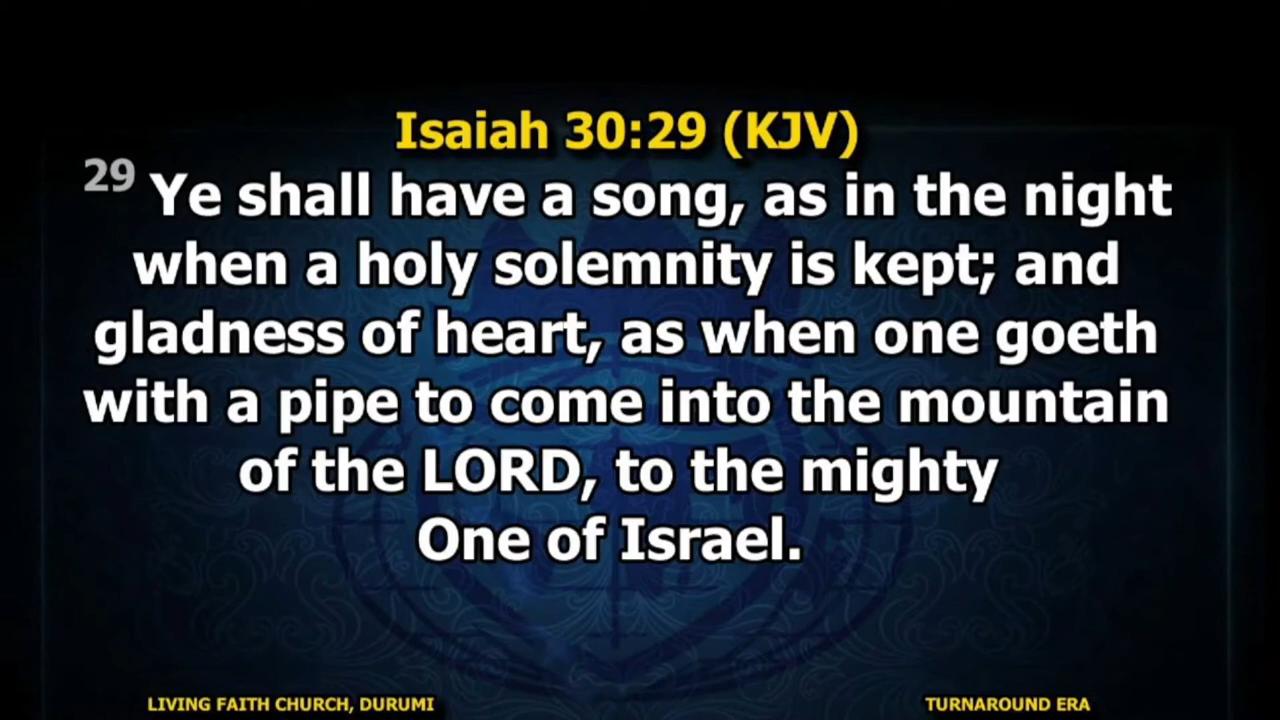 Isaiah 30:29 (KJV)
29 Ye shall have a song, as in the night
when a holy solemnity is kept; and
gladness of heart, as when one goeth
with a pipe to come into the mountain
of the LORD, to the mighty
One of Israel.
LIVING FAITH CHURCH, DURUMI
TURNAROUND ERA